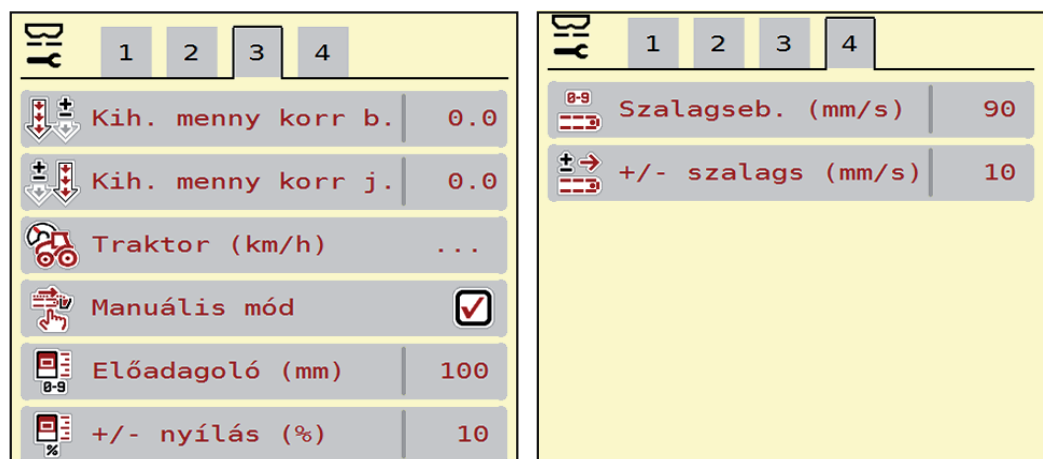 1 2 3 4
Kih. menny korr b. 0.0
Kih. menny korr j. 0.0
Traktor (km/h) ...
Manuális mód
0-9 Előadagoló (mm) 100
% +/- nyílás (%) 10
1 2 3 4
0-9 Szalagseb. (mm/s) 90
+/- szalags (mm/s) 10